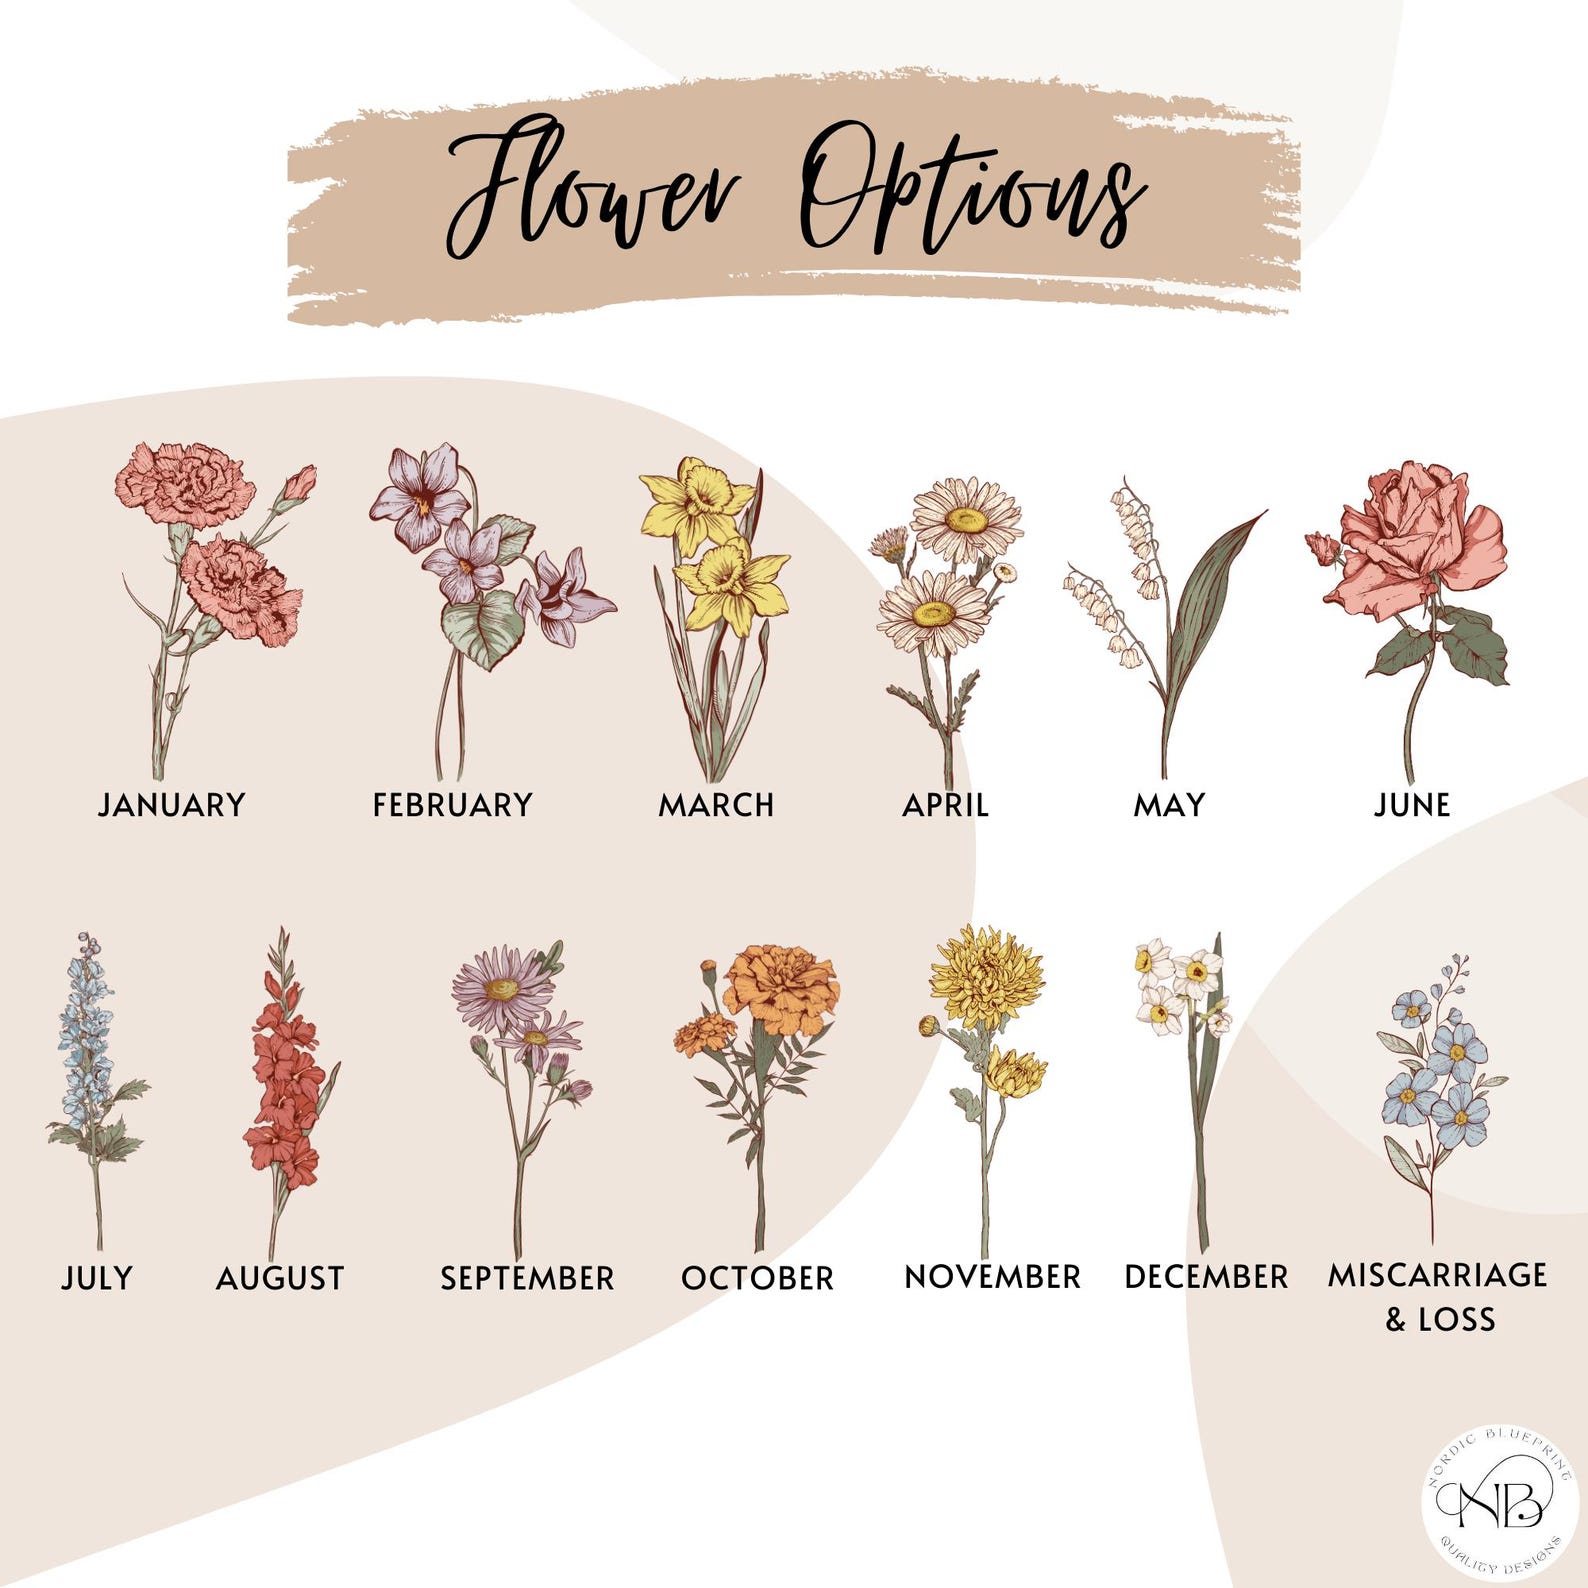 Flower Options
JANUARY
FEBRUARY
MARCH
APRIL
MAY
JUNE
JULY
AUGUST
SEPTEMBER
OCTOBER
NOVEMBER
DECEMBER
MISCARRIAGE
& LOSS
NORDIC BLUEPRINT
NB
QUALITY DESIGNS